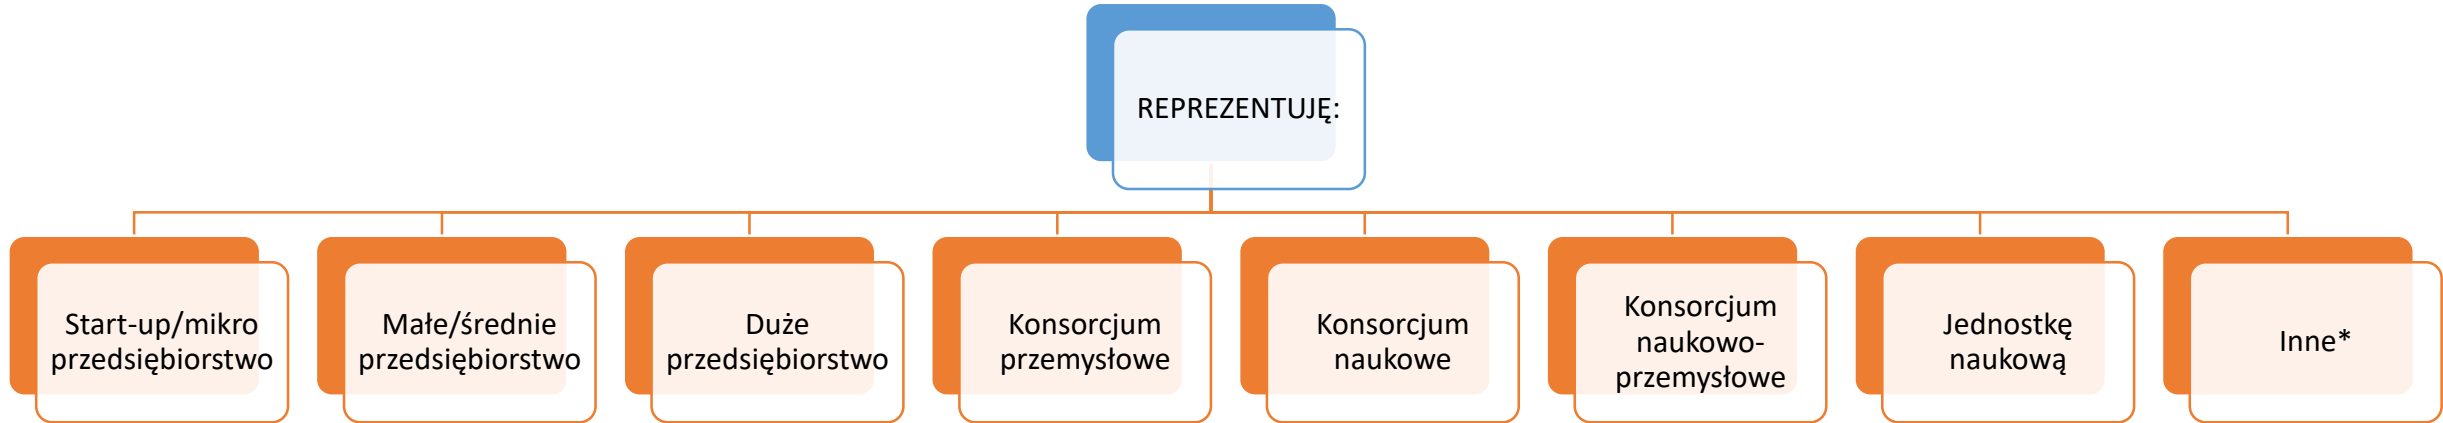 REPREZENTUJĘ:
Start-up/mikro
przedsiębiorstwo
Małe/średnie
przedsiębiorstwo
Duże
przedsiębiorstwo
Konsorcjum
przemysłowe
Konsorcjum
naukowe
Konsorcjum
naukowo-
przemysłowe
Jednostkę
naukową
Inne*